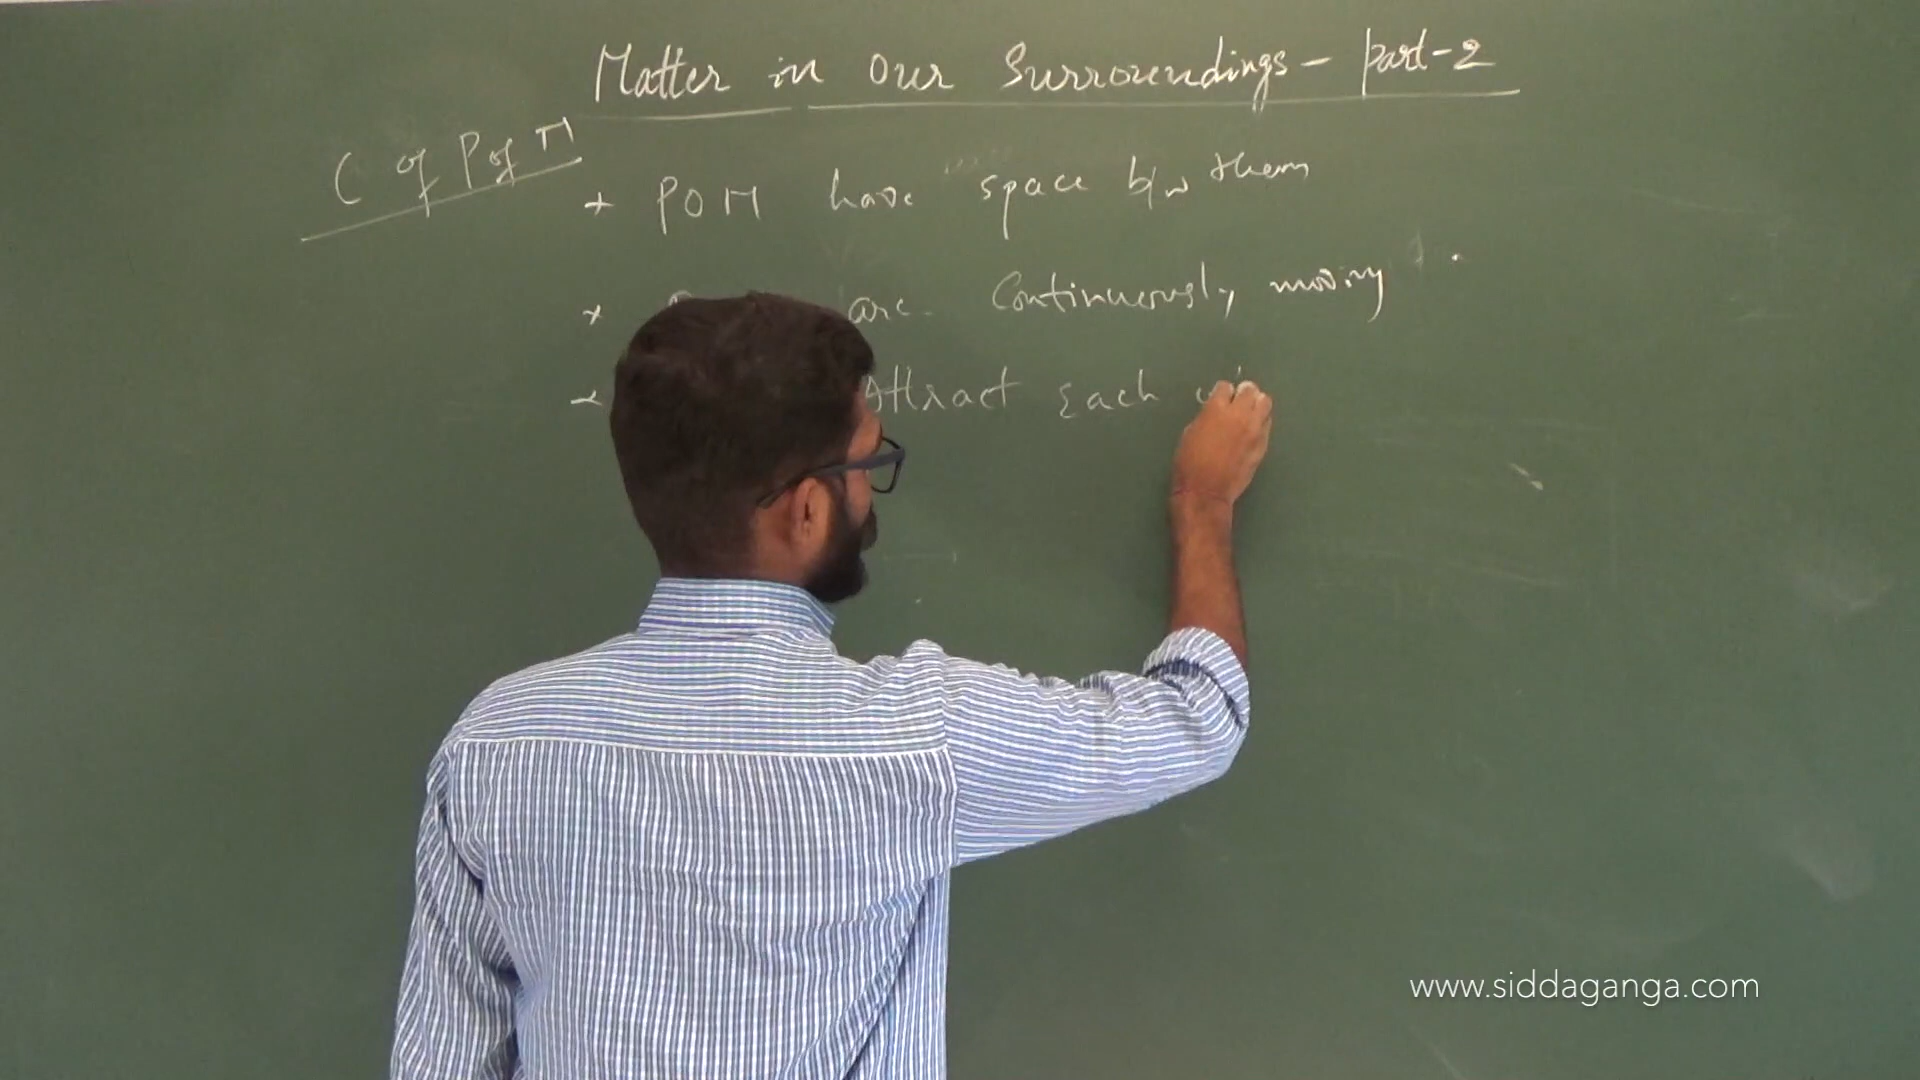 Matter in Our Surroundings - Part-2
C of P of M
+ POM have space b/w them
× are Continuously moving.
Attract Each
www.siddaganga.com